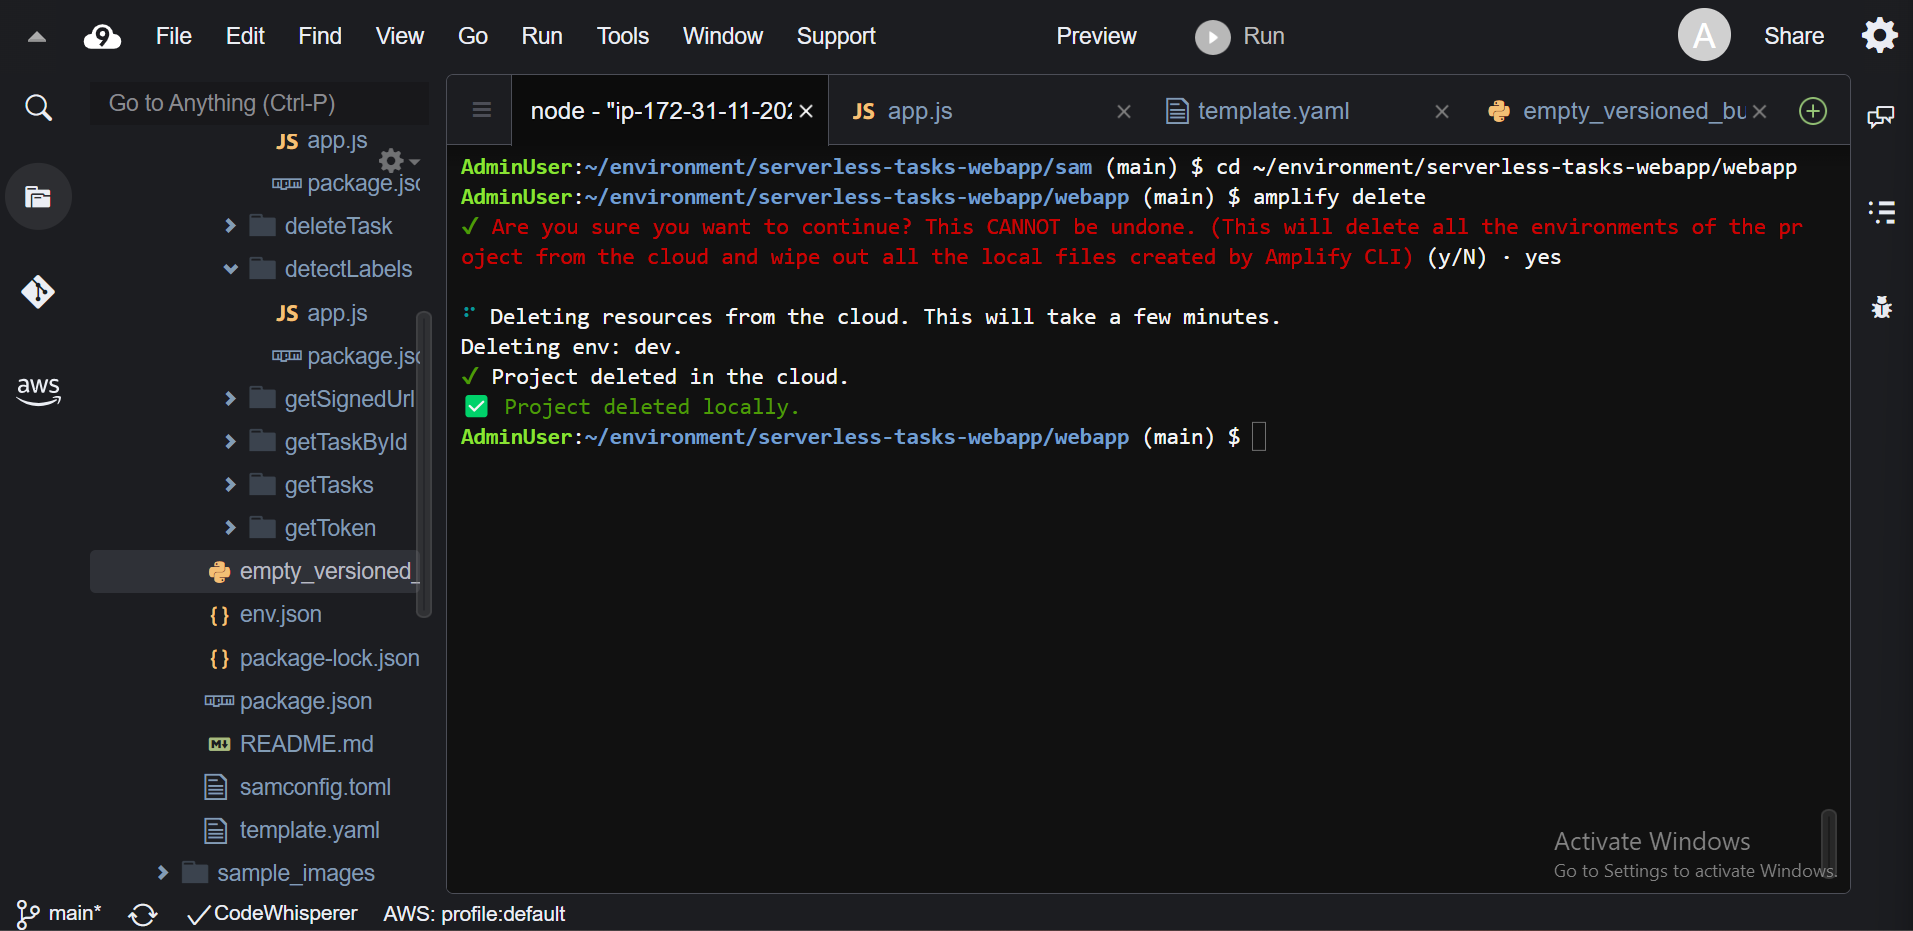 File Edit Find View Go Run Tools Window Support Preview Run A Share
Go to Anything (Ctrl-P)
node - "ip-172-31-11-202
JS app.js
template.yaml
empty_versioned_bu
JS app.js
package.jsc
deleteTask
detectLabels
JS app.js
package.jsc
getSignedUrl
getTaskById
getTasks
getToken
empty_versioned_
{} env.json
{} package-lock.json
package.json
M↓ README.md
samconfig.toml
template.yaml
sample_images
aws
AdminUser:~/environment/serverless-tasks-webapp/sam (main) $ cd ~/environment/serverless-tasks-webapp/webapp
AdminUser:~/environment/serverless-tasks-webapp/webapp (main) $ amplify delete
✓ Are you sure you want to continue? This CANNOT be undone. (This will delete all the environments of the pr
oject from the cloud and wipe out all the local files created by Amplify CLI) (y/N) · yes
⠋ Deleting resources from the cloud. This will take a few minutes.
Deleting env: dev.
✓ Project deleted in the cloud.
✅ Project deleted locally.
AdminUser:~/environment/serverless-tasks-webapp/webapp (main) $
Activate Windows
Go to Settings to activate Windows.
main* CodeWhisperer AWS: profile:default